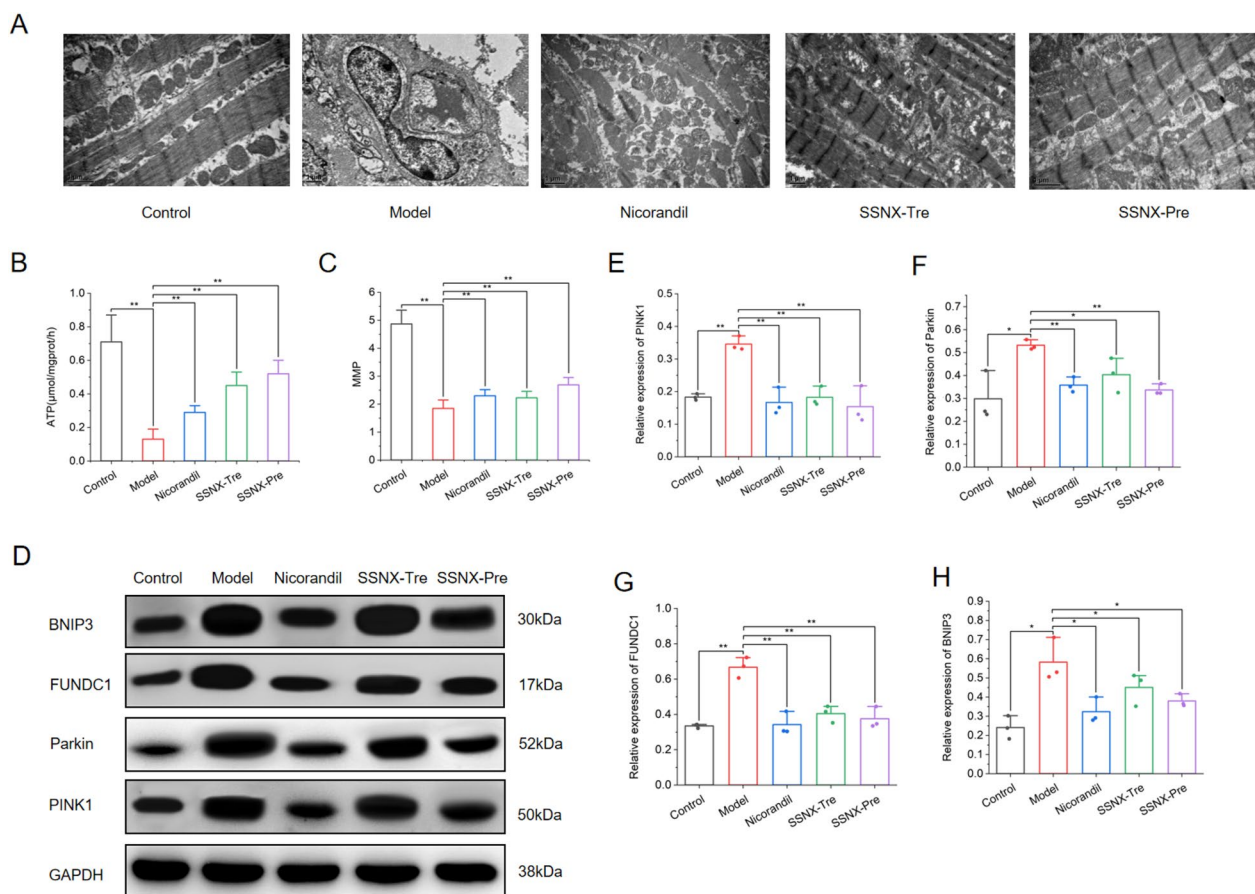 A
Control
Model
Nicorandil
SSNX-Tre
SSNX-Pre
B
ATP(μmol/mgprot/h)
1.0
0.8
0.6
0.4
0.2
0.0
**
**
**
**
Control
Model
Nicorandil
SSNX-Tre
SSNX-Pre
C
MMP
6
5
4
3
2
1
0
**
**
**
**
Control
Model
Nicorandil
SSNX-Tre
SSNX-Pre
E
Relative expression of PINK1
0.4
0.3
0.2
0.1
0.0
**
**
**
**
Control
Model
Nicorandil
SSNX-Tre
SSNX-Pre
F
Relative expression of Parkin
0.7
0.6
0.5
0.4
0.3
0.2
0.1
0.0
*
**
*
**
Control
Model
Nicorandil
SSNX-Tre
SSNX-Pre
D
Control Model Nicorandil SSNX-Tre SSNX-Pre
BNIP3 30kDa
FUNDC1 17kDa
Parkin 52kDa
PINK1 50kDa
GAPDH 38kDa
G
Relative expression of FUNDC1
1.0
0.8
0.6
0.4
0.2
0.0
**
**
**
**
Control
Model
Nicorandil
SSNX-Tre
SSNX-Pre
H
Relative expression of BNIP3
0.9
0.8
0.7
0.6
0.5
0.4
0.3
0.2
0.1
0.0
*
*
*
*
Control
Model
Nicorandil
SSNX-Tre
SSNX-Pre